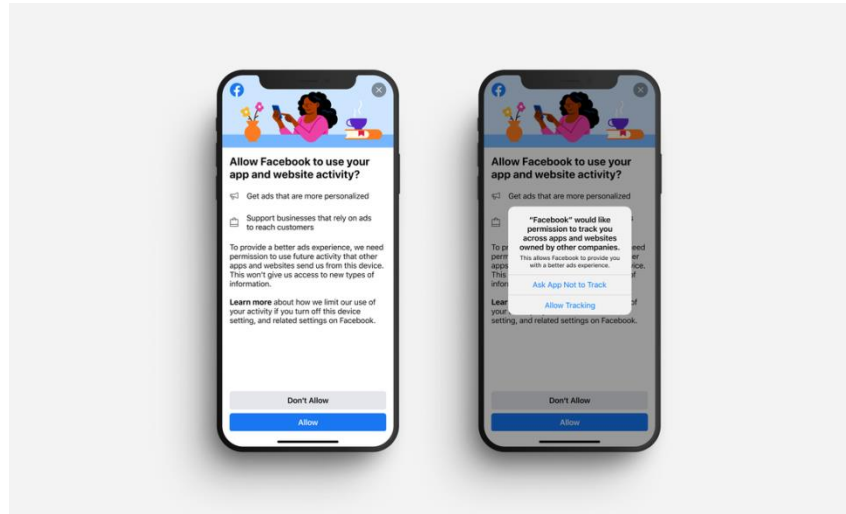 Allow Facebook to use your
app and website activity?
Get ads that are more personalized
Support businesses that rely on ads
to reach customers
To provide a better ads experience, we need
permission to use future activity that other
apps and websites send us from this device.
This won't give us access to new types of
information.
Learn more about how we limit our use of
your activity if you turn off this device
setting, and related settings on Facebook.
Don't Allow
Allow
Allow Facebook to use your
app and website activity?
Get ads that are more personalized
"Facebook" would like
permission to track you
across apps and websites
owned by other companies.
This allows Facebook to provide you
with a better ads experience.
Ask App Not to Track
Allow Tracking
setting, and related settings on Facebook.
Don't Allow
Allow